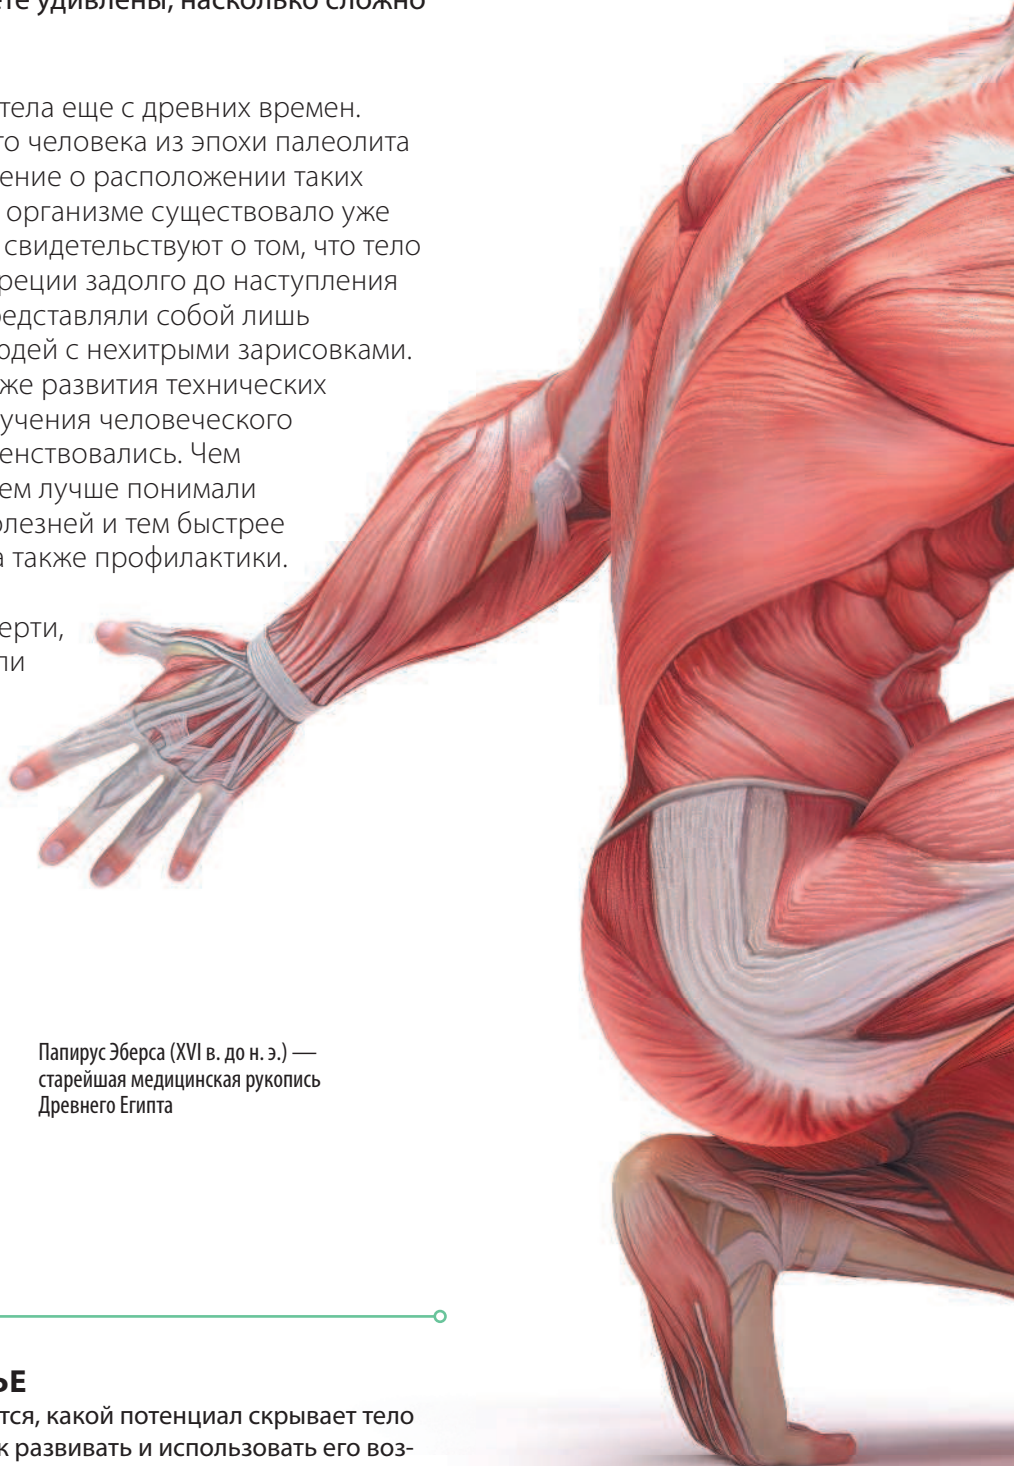 ете удивлены, насколько сложно
тела еще с древних времен.
го человека из эпохи палеолита
ение о расположении таких
организме существовало уже
свидетельствуют о том, что тело
реции задолго до наступления
редставляли собой лишь
юдей с нехитрыми зарисовками.
же развития технических
учения человеческого
енствовались. Чем
ем лучше понимали
олезней и тем быстрее
а также профилактики.
ерти,
ли
Папирус Эберса (XVI в. до н. э.) —
старейшая медицинская рукопись
Древнего Египта
ЬЕ
тся, какой потенциал скрывает тело
к развивать и использовать его воз-